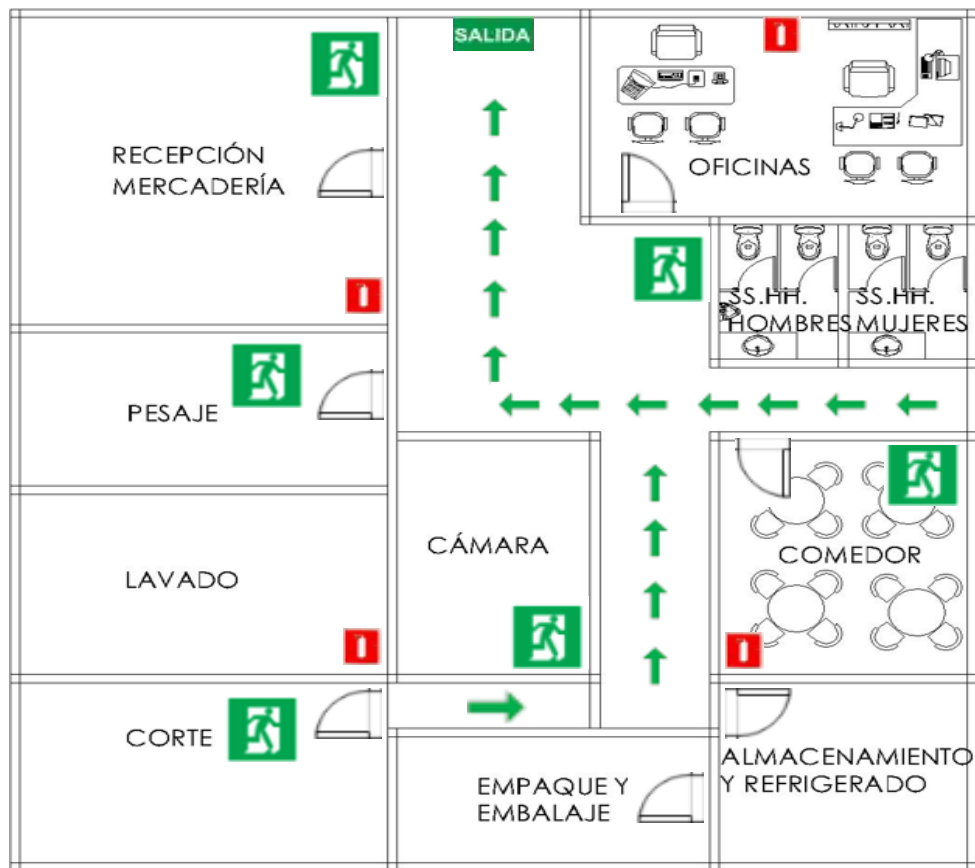 SALIDA
RECEPCIÓN
MERCADERÍA
OFICINAS
SS.HH.
HOMBRES
SS.HH.
MUJERES
PESAJE
CÁMARA
COMEDOR
LAVADO
CORTE
EMPAQUE Y
EMBALAJE
ALMACENAMIENTO
Y REFRIGERADO